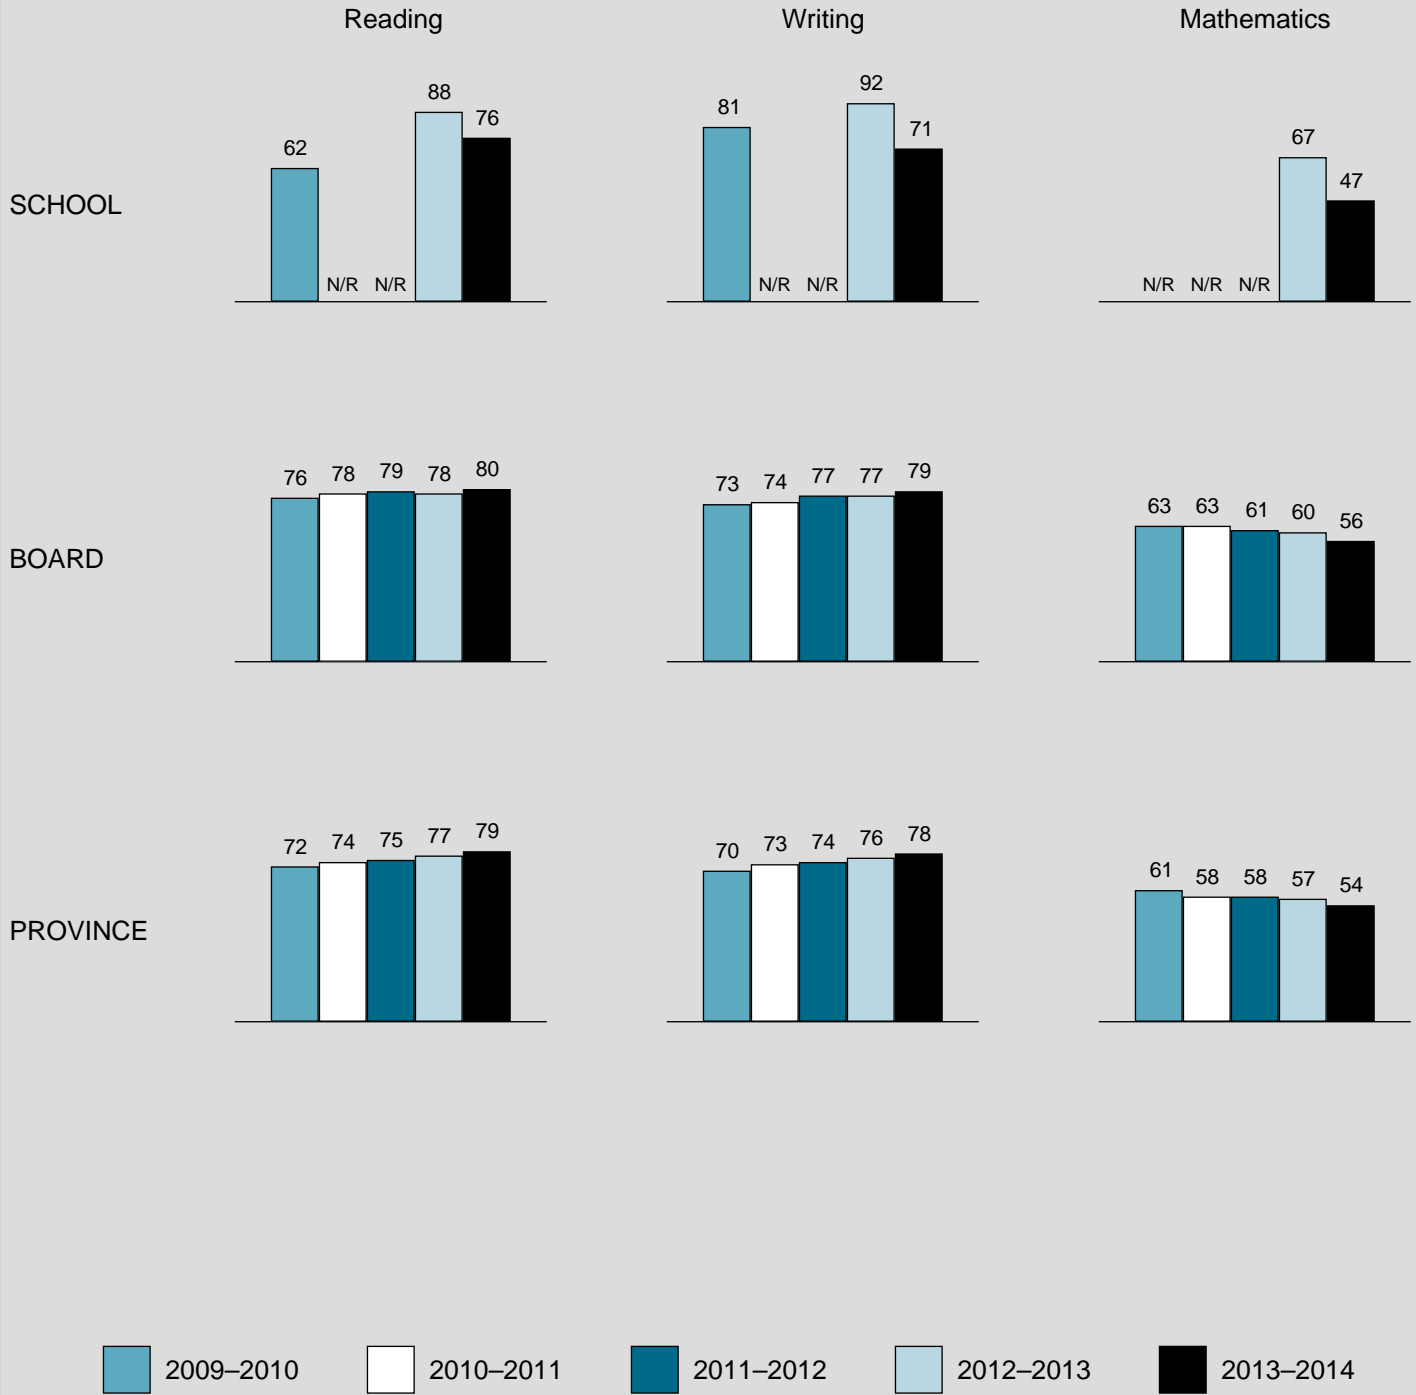 Reading Writing Mathematics
SCHOOL
62 N/R N/R 88 76
81 N/R N/R 92 71
N/R N/R N/R 67 47
BOARD
76 78 79 78 80
73 74 77 77 79
63 63 61 60 56
PROVINCE
72 74 75 77 79
70 73 74 76 78
61 58 58 57 54
2009–2010 2010–2011 2011–2012 2012–2013 2013–2014